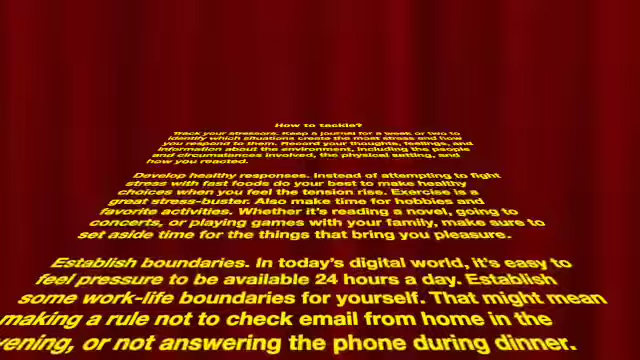 How to tackle?
Track your stressors. Keep a journal for a week or two to
identify which situations create the most stress and how
you respond to them. Record your thoughts, feelings, and
information about the environment, including the people
and circumstances involved, the physical setting, and
how you reacted.
Develop healthy responses. Instead of attempting to fight
stress with fast foods do your best to make healthy
choices when you feel the tension rise. Exercise is a
great stress-buster. Also make time for hobbies and
favorite activities. Whether it's reading a novel, going to
concerts, or playing games with your family, make sure to
set aside time for the things that bring you pleasure.
Establish boundaries. In today's digital world, it's easy to
feel pressure to be available 24 hours a day. Establish
some work-life boundaries for yourself. That might mean
making a rule not to check email from home in the
vening, or not answering the phone during dinner.